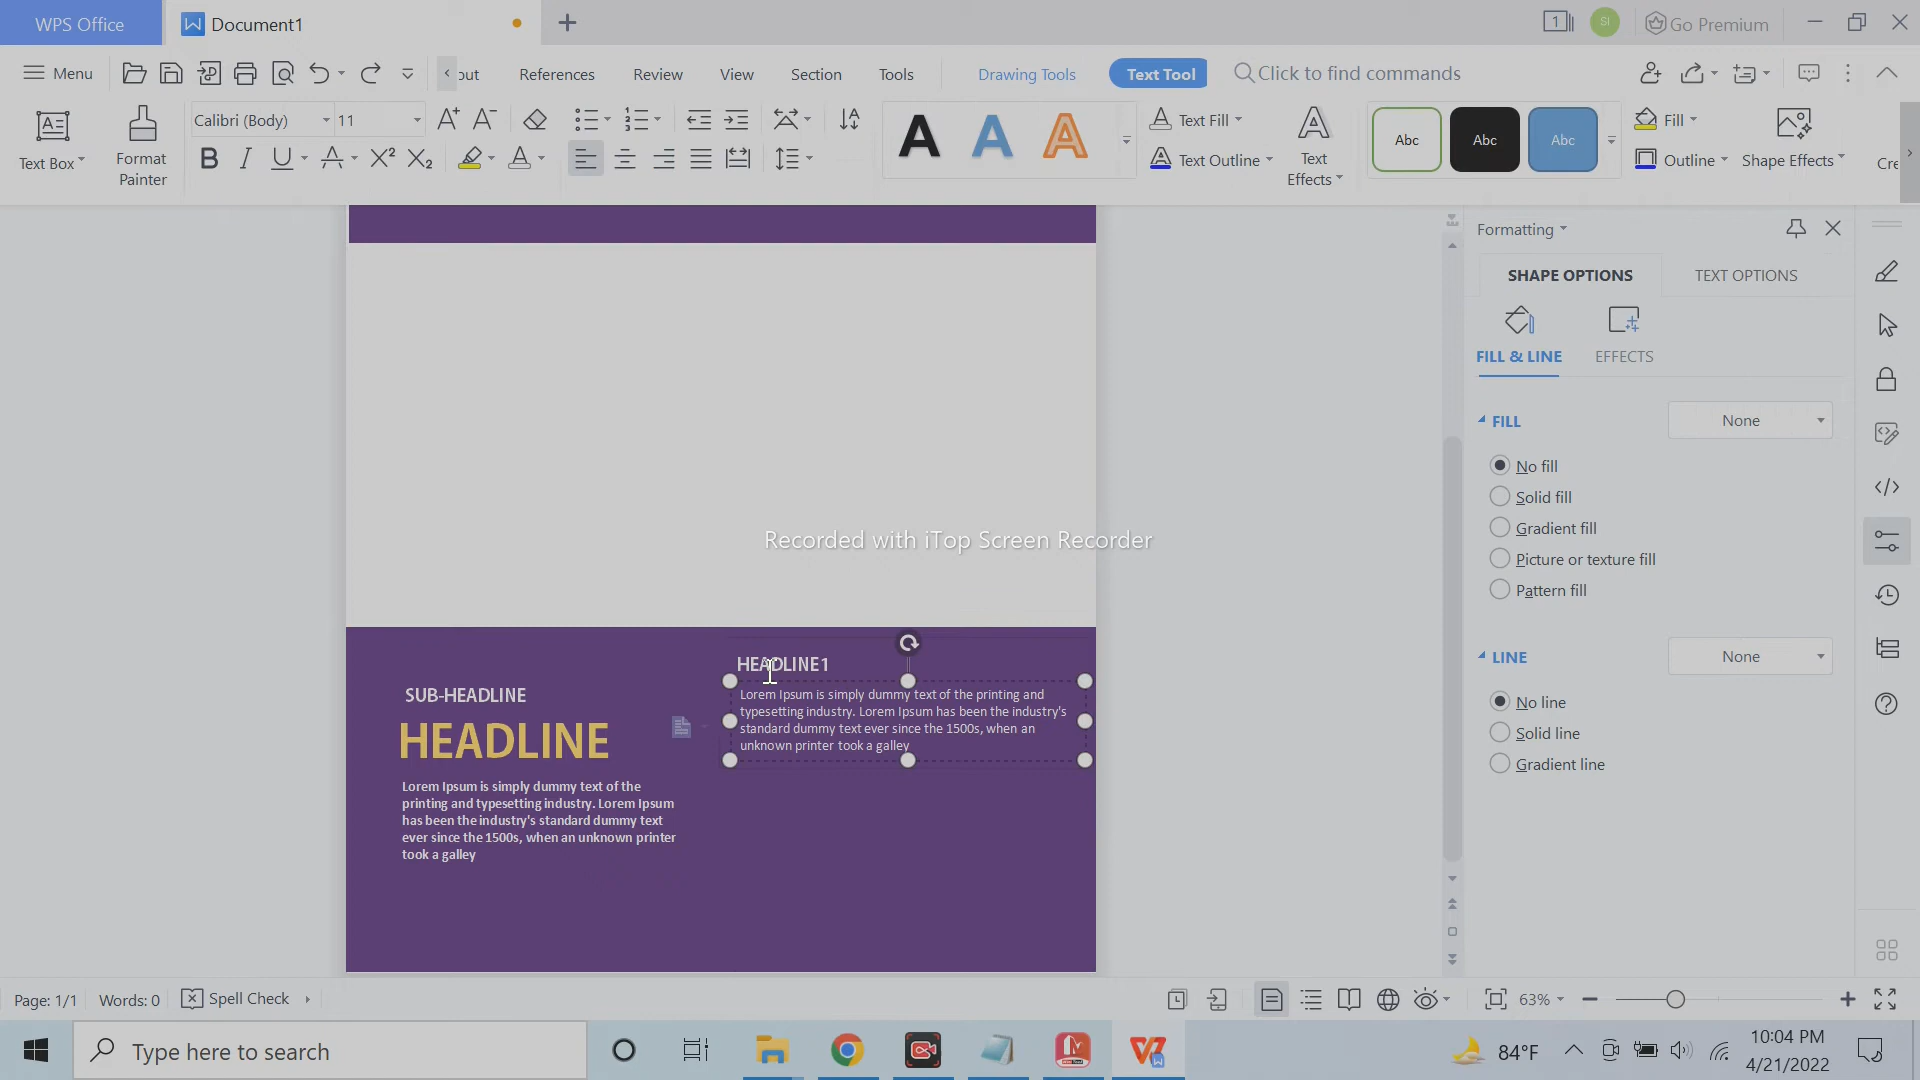 WPS Office
Document1
1
SI
Go Premium
Menu
out
References
Review
View
Section
Tools
Drawing Tools
Text Tool
Click to find commands
Text Box
Format Painter
Calibri (Body)
11
A+ A-
B I U A X² X₂ A
A A A
Text Fill
Text Outline
Text Effects
Abc
Abc
Abc
Fill
Outline
Shape Effects
Cre
Formatting
SHAPE OPTIONS
TEXT OPTIONS
FILL & LINE
EFFECTS
FILL
None
No fill
Solid fill
Gradient fill
Picture or texture fill
Pattern fill
LINE
None
No line
Solid line
Gradient line
Recorded with iTop Screen Recorder
SUB-HEADLINE
HEADLINE
Lorem Ipsum is simply dummy text of the
printing and typesetting industry. Lorem Ipsum
has been the industry's standard dummy text
ever since the 1500s, when an unknown printer
took a galley
HEADLINE1
Lorem Ipsum is simply dummy text of the printing and
typesetting industry. Lorem Ipsum has been the industry's
standard dummy text ever since the 1500s, when an
unknown printer took a galley
Page: 1/1
Words: 0
Spell Check
63%
Type here to search
84°F
10:04 PM
4/21/2022